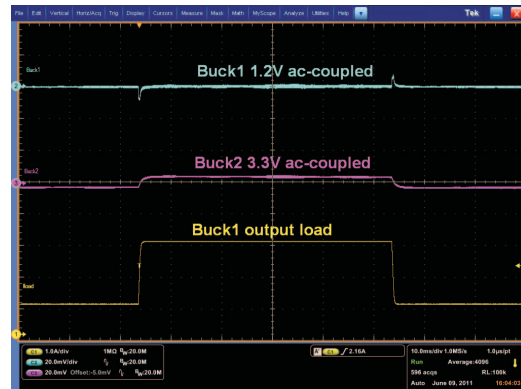 File Edit Vertical Horiz/Acq Trig Display Cursors Measure Mask Math MyScope Analyze Utilities Help Tek
Buck1
Buck1 1.2V ac-coupled
2
Buck2 3.3V ac-coupled
Buck2
3
Buck1 output load
Iload
1
C1 1.0A/div 1MΩ BW:20.0M
C2 20.0mV/div BW:20.0M
C3 20.0mV Offset:-5.0mV BW:20.0M
A' C1 2.16A
10.0ms/div 1.0MS/s 1.0µs/pt
Run Average:4096
596 acqs RL:100k
Auto June 09, 2011 16:04:03